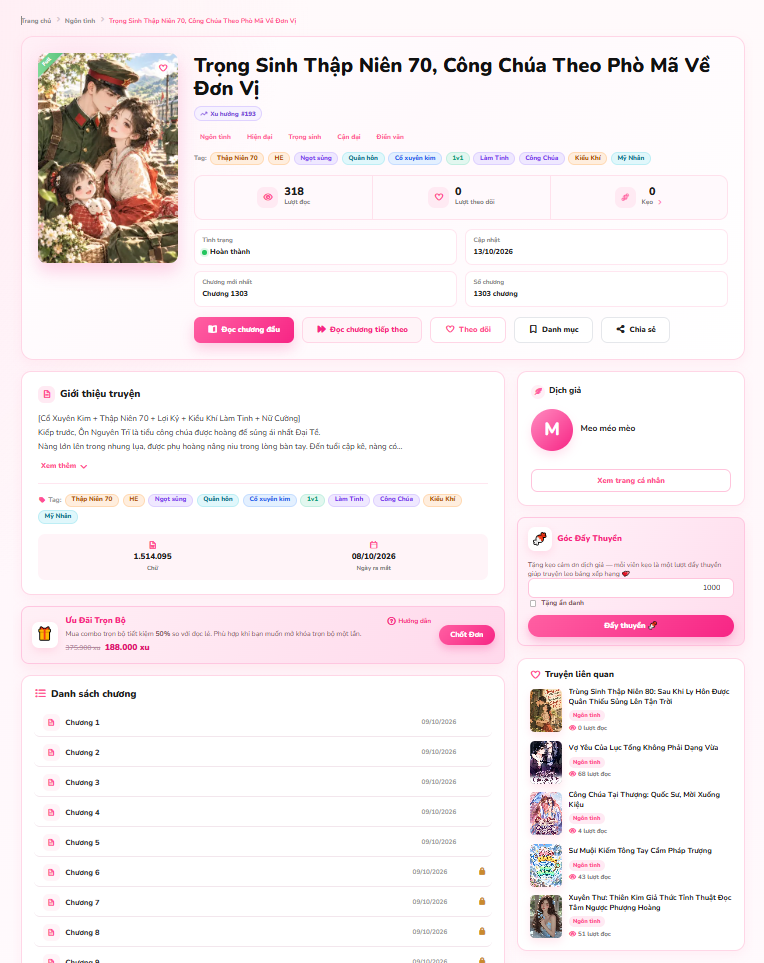 Trang chủ > Ngôn tình > Trọng Sinh Thập Niên 70, Công Chúa Theo Phò Mã Về Đơn Vị
Full
Trọng Sinh Thập Niên 70, Công Chúa Theo Phò Mã Về
Đơn Vị
Xu hướng #193
Ngôn tình Hiện đại Trọng sinh Cận đại Điền văn
Tag: Thập Niên 70 HE Ngọt sủng Quân hôn Cổ xuyên kim 1v1 Làm Tinh Công Chúa Kiều Khí Mỹ Nhân
318
Lượt đọc
0
Lượt theo dõi
0
Kẹo >
Tình trạng
Hoàn thành
Cập nhật
13/10/2026
Chương mới nhất
Chương 1303
Số chương
1303 chương
Đọc chương đầu
Đọc chương tiếp theo
Theo dõi
Danh mục
Chia sẻ
Giới thiệu truyện
[Cổ Xuyên Kim + Thập Niên 70 + Lợi Kỷ + Kiều Khí Làm Tinh + Nữ Cường]
Kiếp trước, Ôn Nguyên Trĩ là tiểu công chúa được hoàng đế sủng ái nhất Đại Tề.
Nàng lớn lên trong nhung lụa, được phụ hoàng nâng niu trong lòng bàn tay. Đến tuổi cập kê, nàng có...
Xem thêm
Tag: Thập Niên 70 HE Ngọt sủng Quân hôn Cổ xuyên kim 1v1 Làm Tinh Công Chúa Kiều Khí
Mỹ Nhân
1.514.095
Chữ
08/10/2026
Ngày ra mắt
Ưu Đãi Trọn Bộ
Hướng dẫn
Mua combo trọn bộ tiết kiệm 50% so với đọc lẻ. Phù hợp khi bạn muốn mở khóa trọn bộ một lần.
375.900 xu 188.000 xu
Chốt Đơn
Danh sách chương
Chương 1 09/10/2026
Chương 2 09/10/2026
Chương 3 09/10/2026
Chương 4 09/10/2026
Chương 5 09/10/2026
Chương 6 09/10/2026
Chương 7 09/10/2026
Chương 8 09/10/2026
Chương 9 09/10/2026
Dịch giả
M
Meo méo mèo
Xem trang cá nhân
Góc Đẩy Thuyền
Tặng kẹo cảm ơn dịch giả — mỗi viên kẹo là một lượt đẩy thuyền
giúp truyện leo bảng xếp hạng
1000
Tặng ẩn danh
Đẩy thuyền
Truyện liên quan
Trùng Sinh Thập Niên 80: Sau Khi Ly Hôn Được
Quân Thiếu Sủng Lên Tận Trời
Ngôn tình
0 lượt đọc
Vợ Yêu Của Lục Tổng Không Phải Dạng Vừa
Ngôn tình
68 lượt đọc
Công Chúa Tại Thượng: Quốc Sư, Mời Xuống
Kiệu
Ngôn tình
4 lượt đọc
Sư Muội Kiếm Tông Tay Cầm Pháp Trượng
Ngôn tình
43 lượt đọc
Xuyên Thư: Thiên Kim Giả Thức Tỉnh Thuật Đọc
Tâm Ngược Phượng Hoàng
Ngôn tình
51 lượt đọc